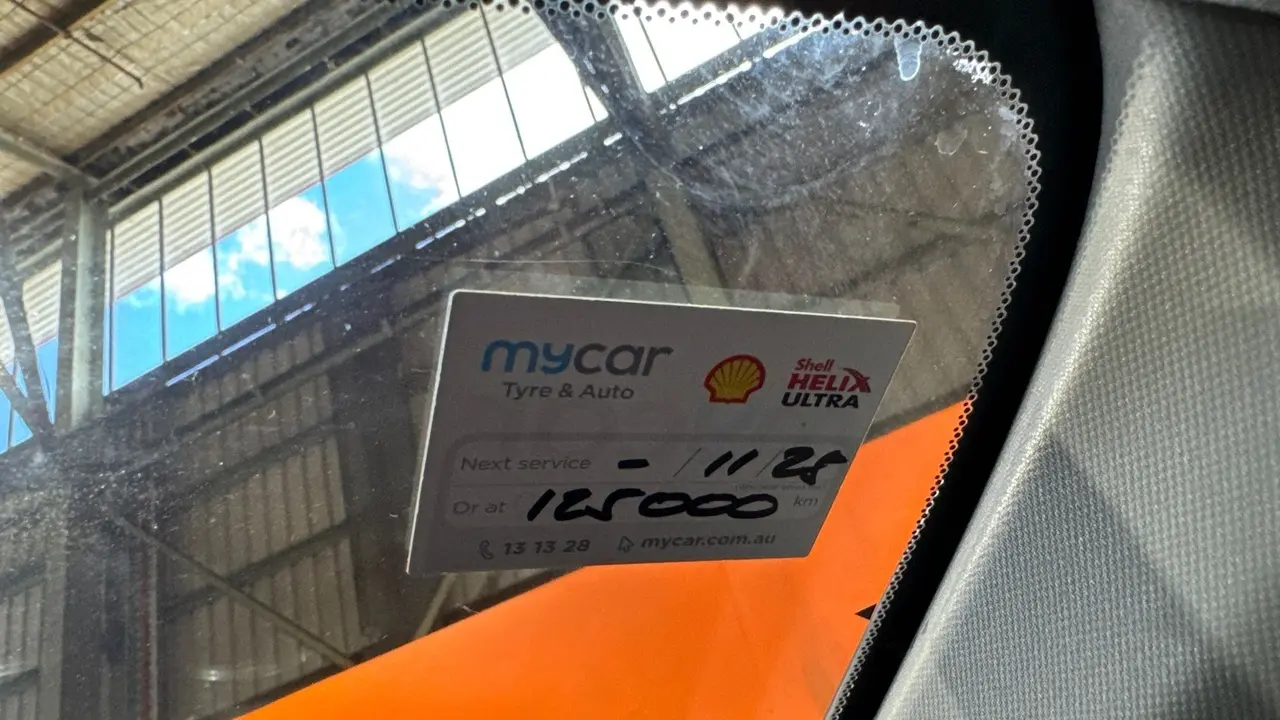 mycar
Tyre & Auto
Shell
HELIX
ULTRA
Next service - / 11 / 25
Or at 125000 km
13 13 28 mycar.com.au